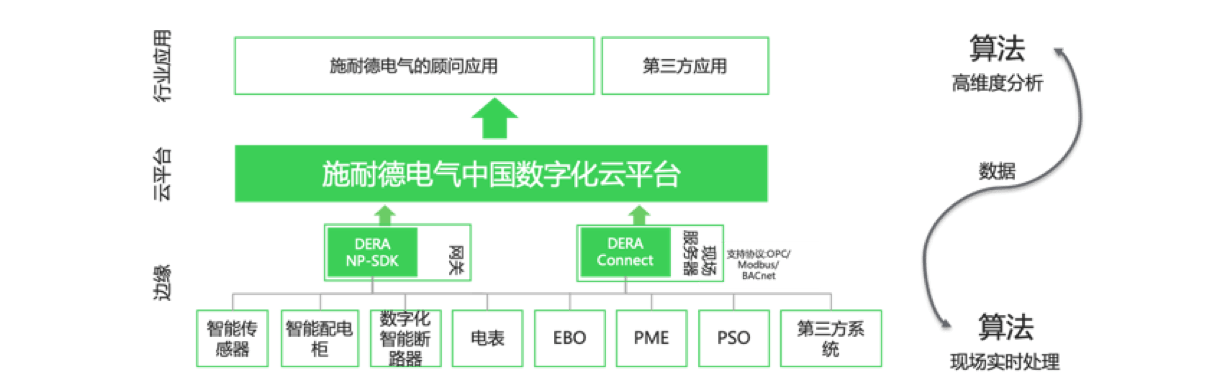 行业应用
施耐德电气的顾问应用
第三方应用
算法
高维度分析
云平台
施耐德电气中国数字化云平台
数据
边缘
DERA
NP-SDK
网关
DERA
Connect
现场
服务器
支持协议:OPC/
Modbus/
BACnet
智能传
感器
智能配电
柜
数字化
智能断
路器
电表
EBO
PME
PSO
第三方系
统
算法
现场实时处理